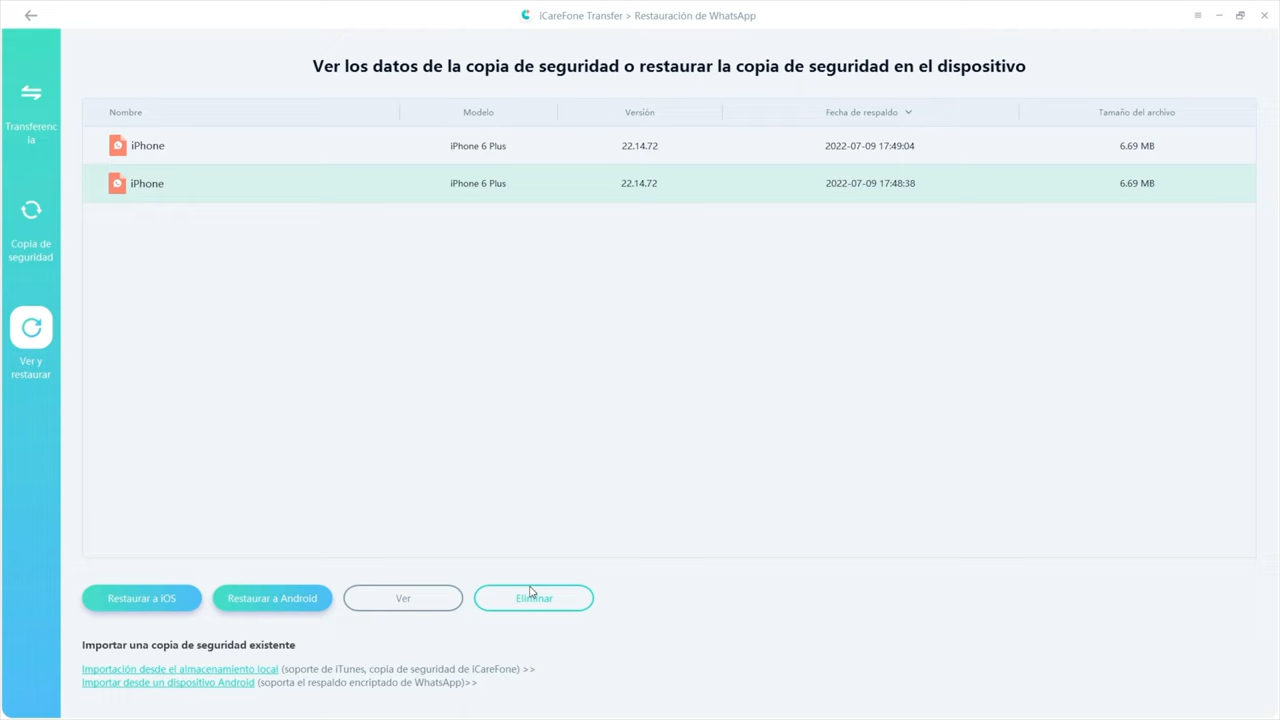 iCareFone Transfer > Restauración de WhatsApp
Ver los datos de la copia de seguridad o restaurar la copia de seguridad en el dispositivo
Transferenc
ia
Copia de
seguridad
Ver y
restaurar
Nombre Modelo Versión Fecha de respaldo Tamaño del archivo
iPhone iPhone 6 Plus 22.14.72 2022-07-09 17:49:04 6.69 MB
iPhone iPhone 6 Plus 22.14.72 2022-07-09 17:48:38 6.69 MB
Restaurar a iOS Restaurar a Android Ver Eliminar
Importar una copia de seguridad existente
Importación desde el almacenamiento local (soporte de iTunes, copia de seguridad de iCareFone) >>
Importar desde un dispositivo Android (soporta el respaldo encriptado de WhatsApp)>>